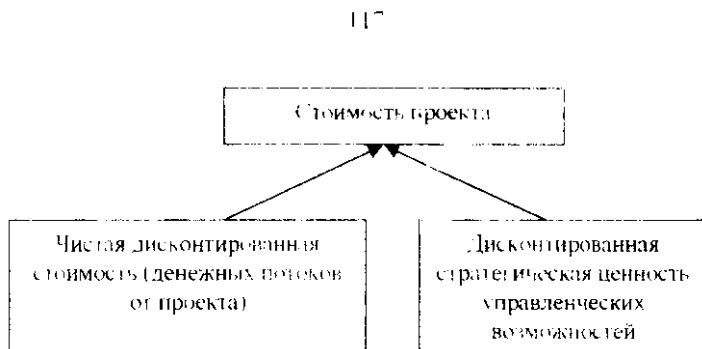 117
Стоимость проекта
Чистая дисконтированная
стоимость (денежных потоков
от проекта)
Дисконтированная
стратегическая ценность
управленческих
возможностей